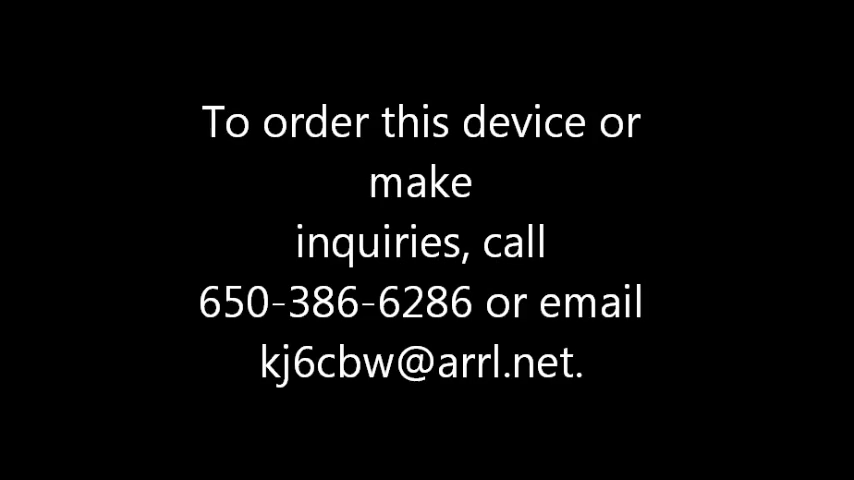 To order this device or
make
inquiries, call
650-386-6286 or email
kj6cbw@arrl.net.